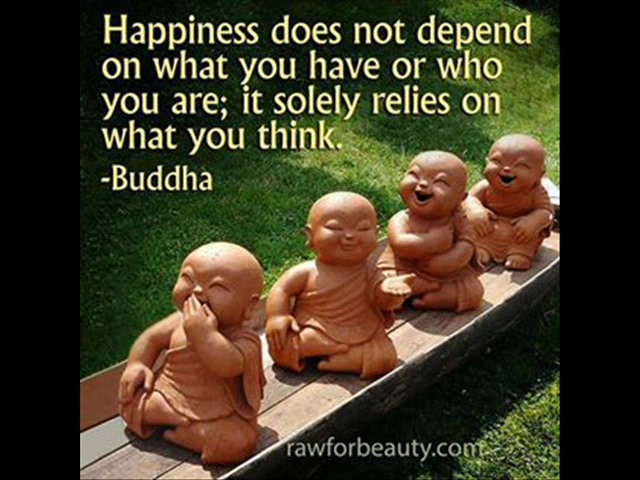 Happiness does not depend
on what you have or who
you are; it solely relies on
what you think.
-Buddha
rawforbeauty.com